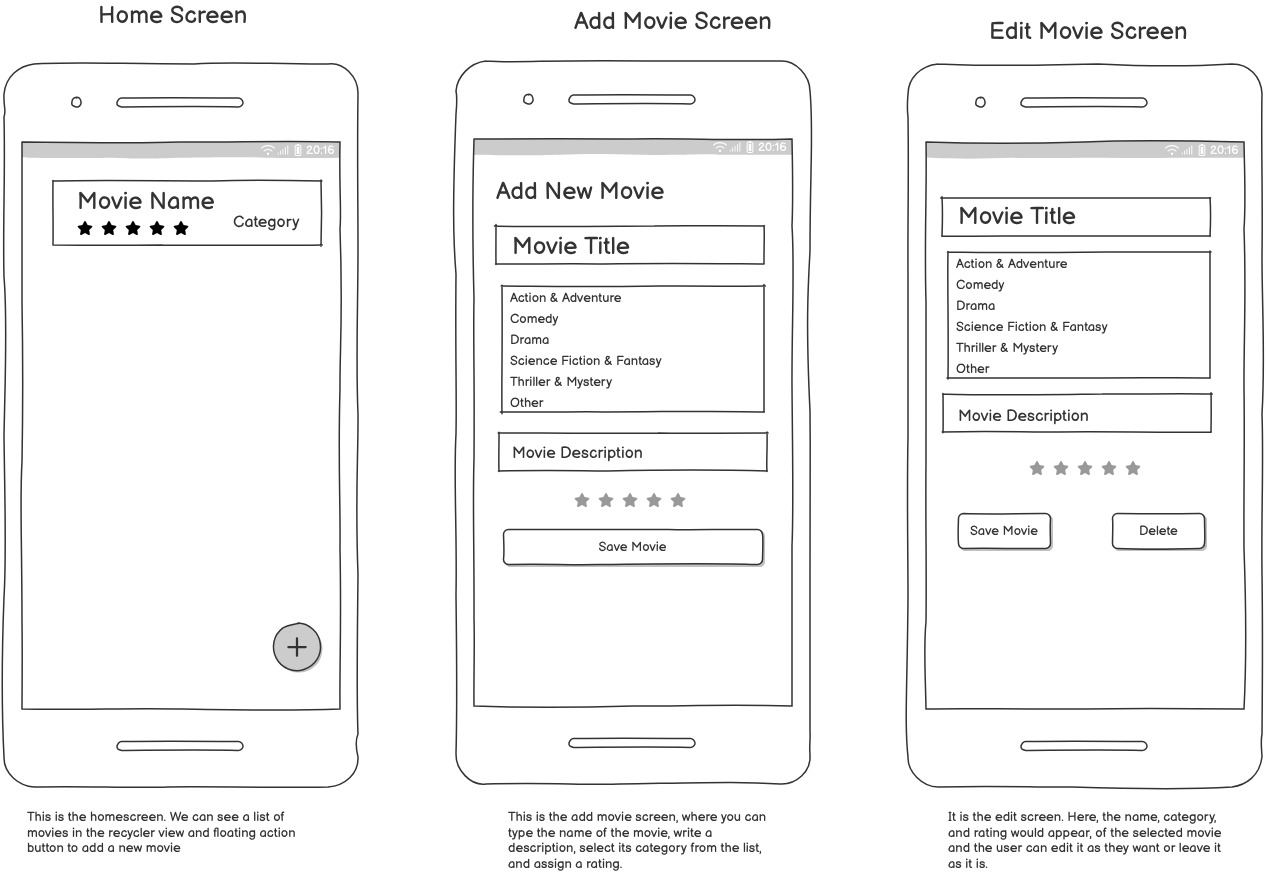 Home Screen
20:16
Movie Name
Category
This is the homescreen. We can see a list of
movies in the recycler view and floating action
button to add a new movie
Add Movie Screen
20:16
Add New Movie
Movie Title
Action & Adventure
Comedy
Drama
Science Fiction & Fantasy
Thriller & Mystery
Other
Movie Description
Save Movie
This is the add movie screen, where you can
type the name of the movie, write a
description, select its category from the list,
and assign a rating.
Edit Movie Screen
20:16
Movie Title
Action & Adventure
Comedy
Drama
Science Fiction & Fantasy
Thriller & Mystery
Other
Movie Description
Save Movie
Delete
It is the edit screen. Here, the name, category,
and rating would appear, of the selected movie
and the user can edit it as they want or leave it
as it is.